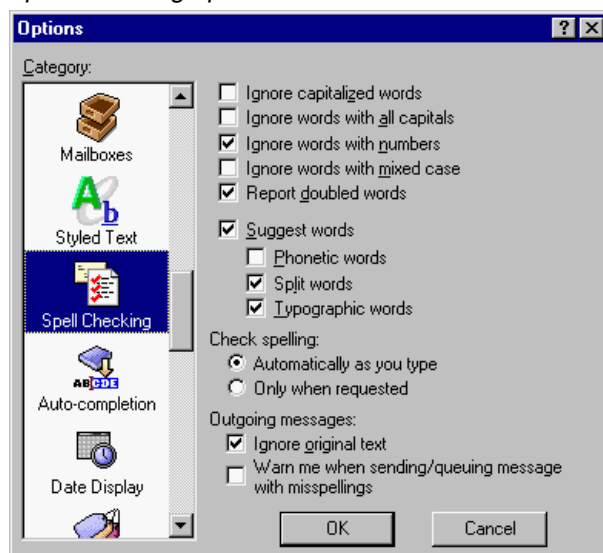 Options
Category:
Mailboxes
Styled Text
Spell Checking
Auto-completion
Date Display
Ignore capitalized words
Ignore words with all capitals
Ignore words with numbers
Ignore words with mixed case
Report doubled words
Suggest words
Phonetic words
Split words
Typographic words
Check spelling:
Automatically as you type
Only when requested
Outgoing messages:
Ignore original text
Warn me when sending/queuing message
with misspellings
OK
Cancel